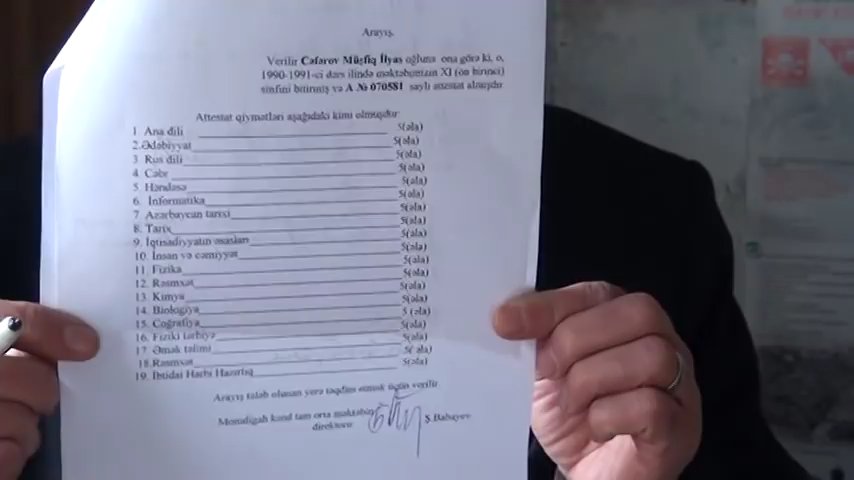 Arayış.
Verilir Cəfərov Müşfiq İlyas oğluna ona görə ki, o,
1990-1991-ci dərs ilində məktəbimizin XI (on birinci)
sinfini bitirmiş və A № 070581 saylı attestat almışdır
Attestat qiymətləri aşağıdakı kimi olmuşdur
1 Ana dili 5(əla)
2.Ədəbiyyat 5(əla)
3 Rus dili 5(əla)
4 Cəbr 5(əla)
5. Həndəsə 5(əla)
6. İnformatika 5(əla)
7. Azərbaycan tarixi 5(əla)
8. Tarix 5(əla)
9. İqtisadiyyatın əsasları 5(əla)
10. İnsan və cəmiyyət 5(əla)
11. Fizika 5(əla)
12. Rəsmxət 5(əla)
13. Kimya 5(əla)
14. Biologiya 5 (əla)
15. Coğrafiya 5(əla)
16. Fiziki tərbiyə 5(əla)
17. Əmək təlimi 5(əla)
18.Rəsmxət 5(əla)
19. İbtidai Hərbi Hazırlıq 5(əla)
Arayış tələb olunan yerə təqdim etmək üçün verilir
kənd tam orta məktəbin
direktoru Ş.Babayev